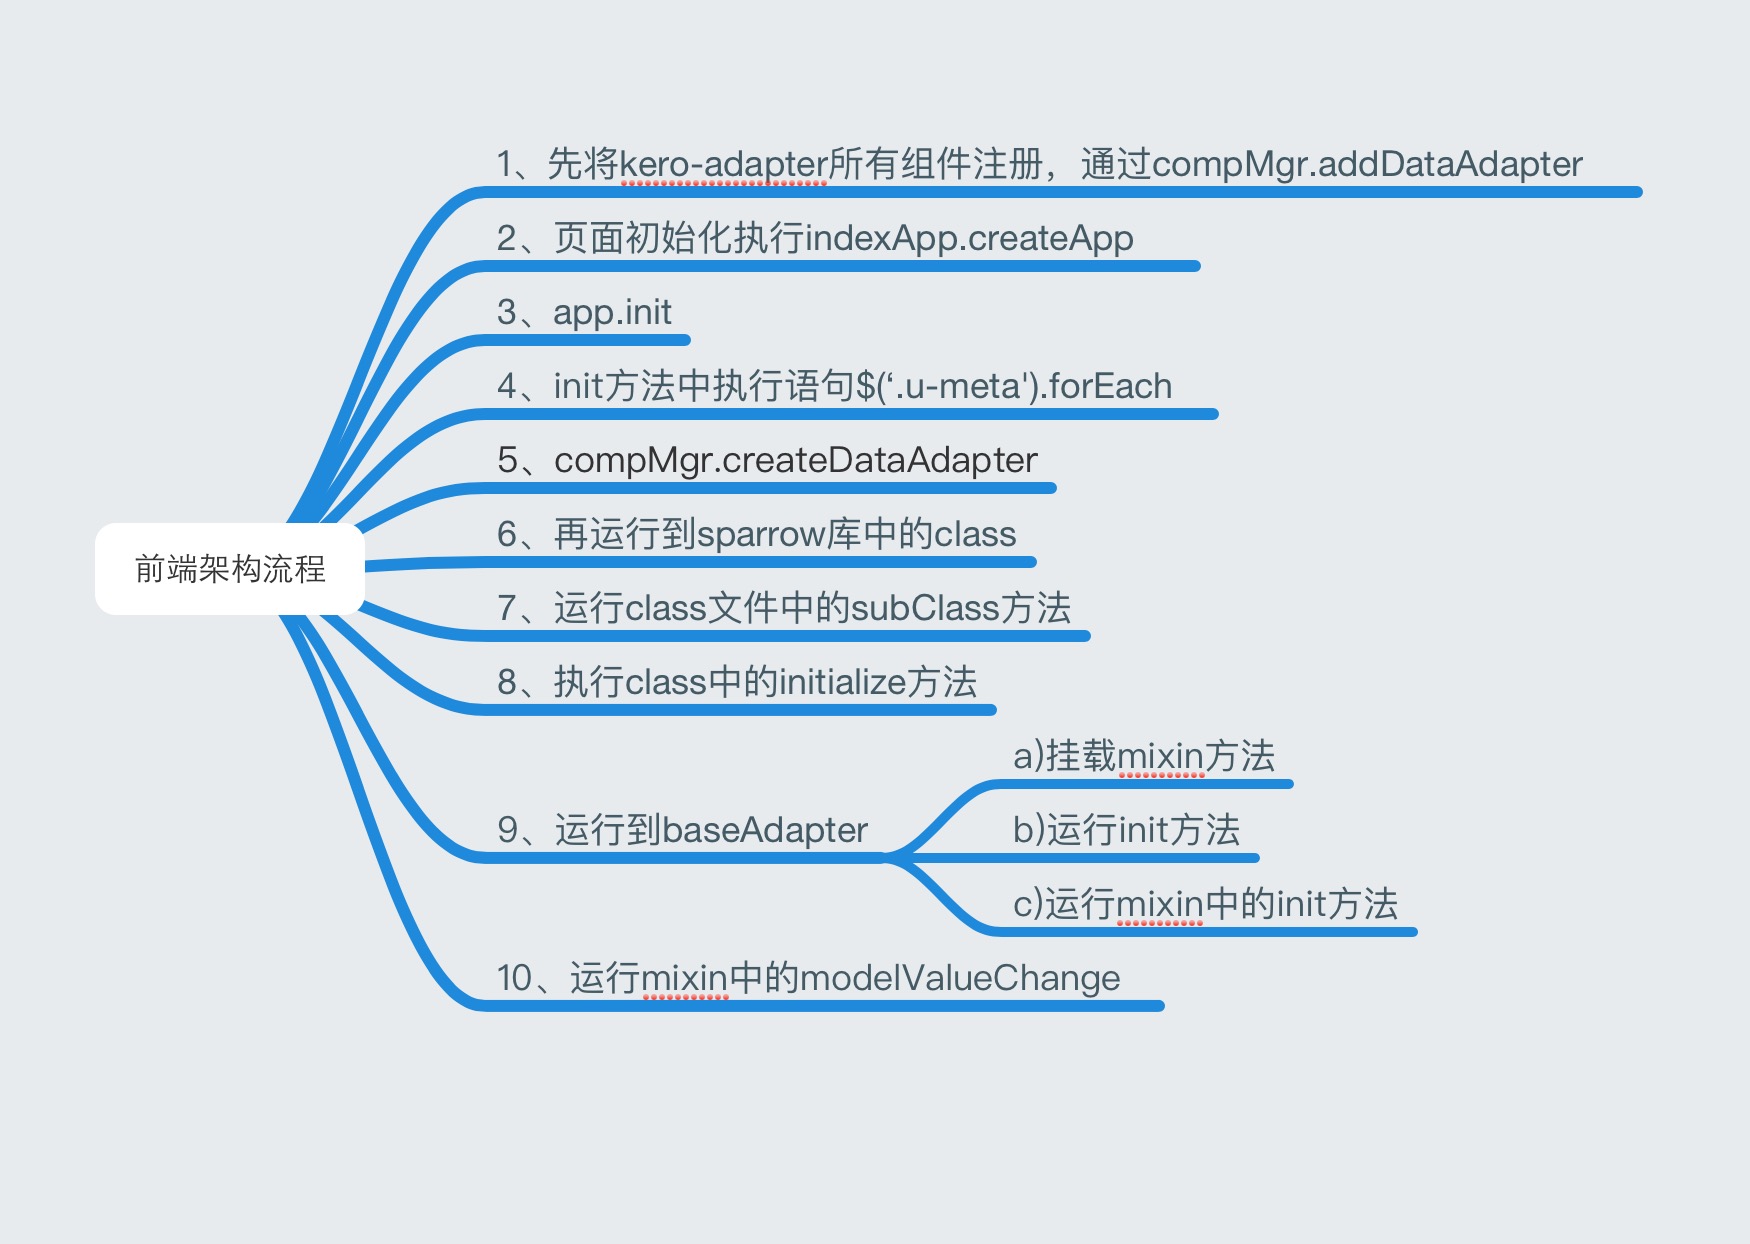 1、先将kero-adapter所有组件注册，通过compMgr.addDataAdapter
2、页面初始化执行indexApp.createApp
3、app.init
4、init方法中执行语句$(‘.u-meta').forEach
5、compMgr.createDataAdapter
6、再运行到sparrow库中的class
前端架构流程
7、运行class文件中的subClass方法
8、执行class中的initialize方法
a)挂载mixin方法
9、运行到baseAdapter
b)运行init方法
c)运行mixin中的init方法
10、运行mixin中的modelValueChange